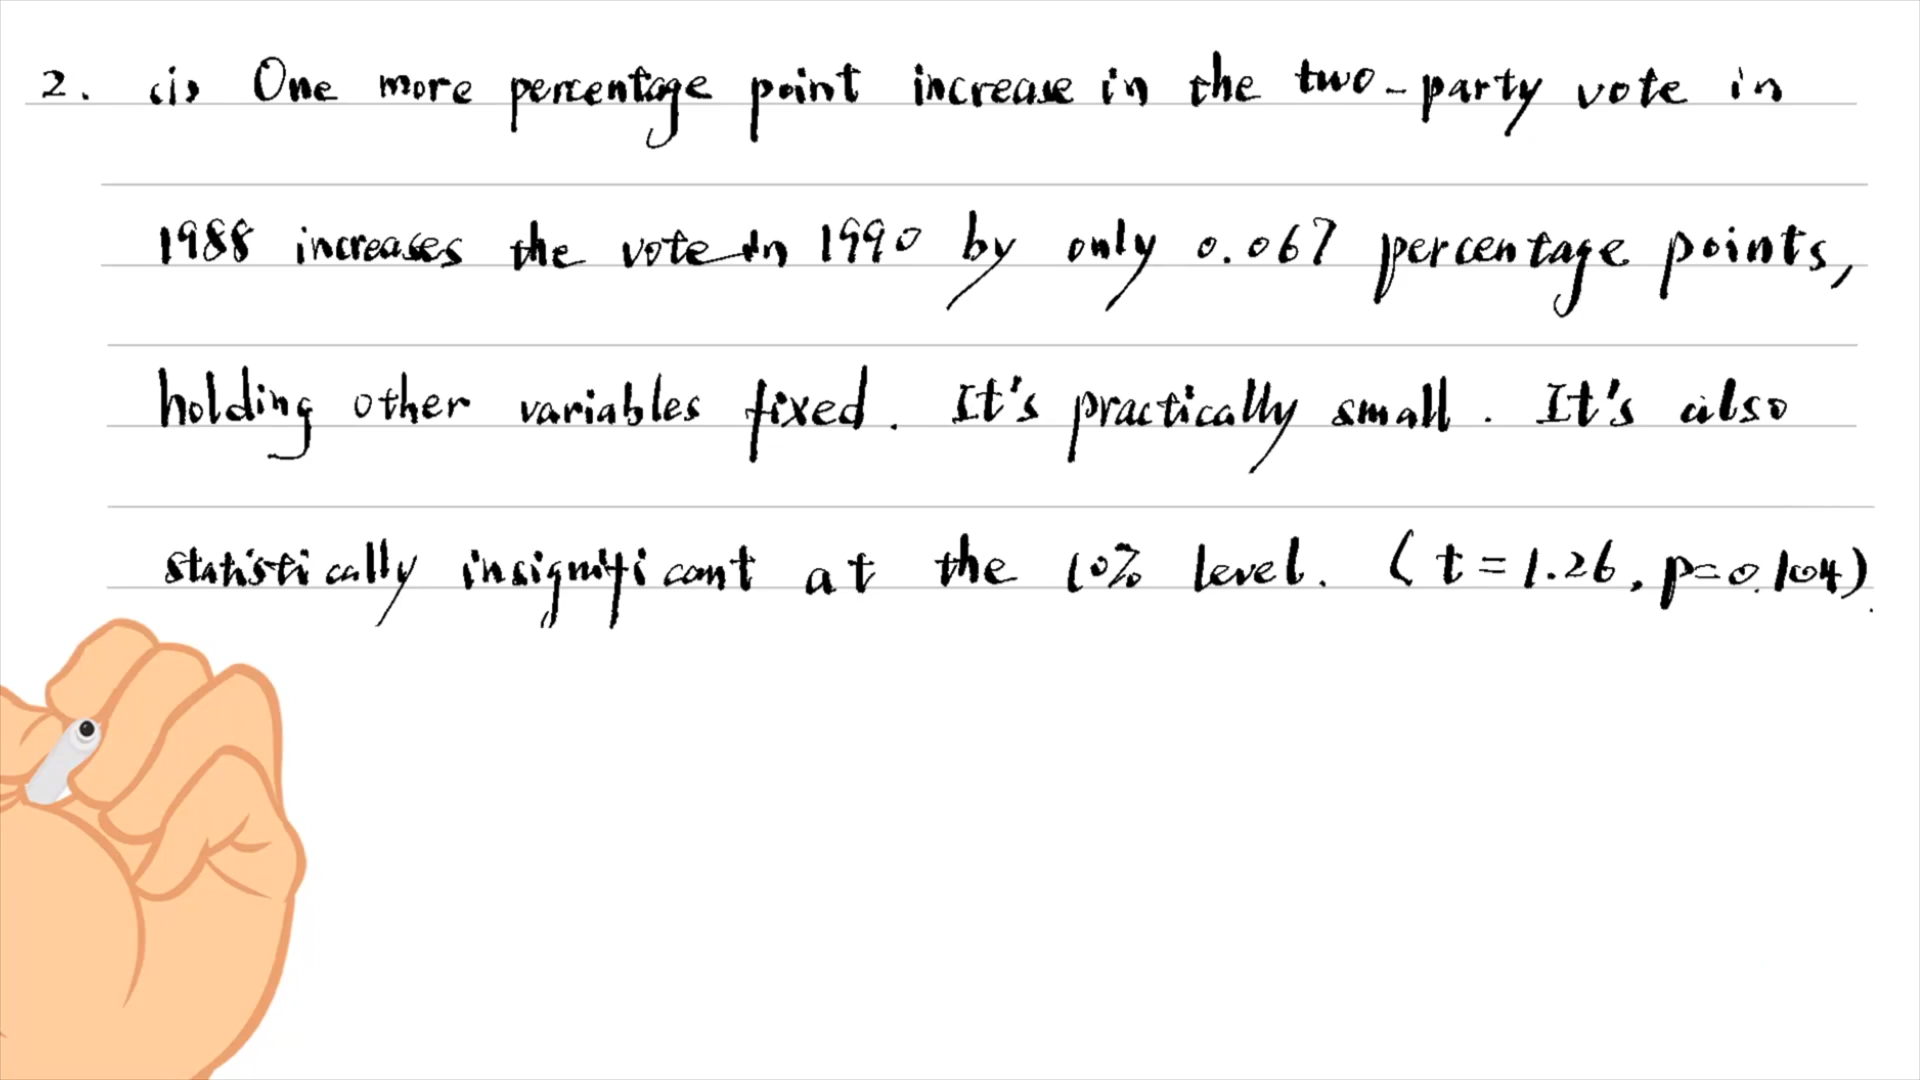 2. (i) One more percentage point increase in the two-party vote in
1988 increases the vote in 1990 by only 0.067 percentage points,
holding other variables fixed. It's practically small. It's also
statistically insignificant at the 10% level. (t=1.26, p=0.104).